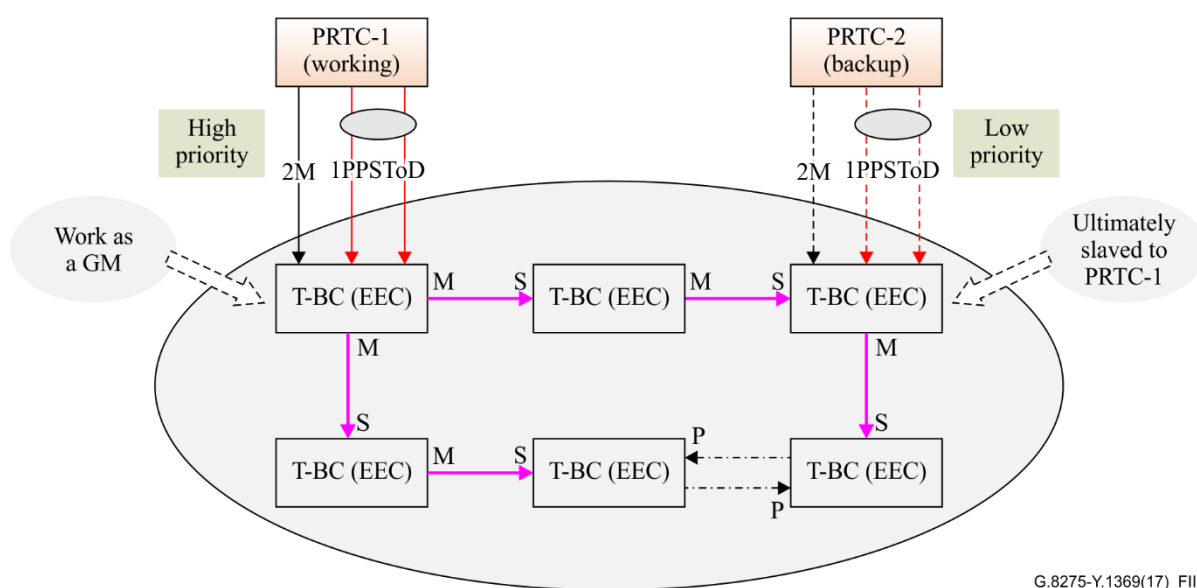 PRTC-1
(working)
PRTC-2
(backup)
High
priority
2M
1PPSToD
2M
1PPSToD
Low
priority
Work as
a GM
Ultimately
slaved to
PRTC-1
T-BC (EEC)
M
S
T-BC (EEC)
M
S
T-BC (EEC)
M
M
S
S
T-BC (EEC)
M
S
T-BC (EEC)
P
P
T-BC (EEC)
G.8275-Y.1369(17)_FII